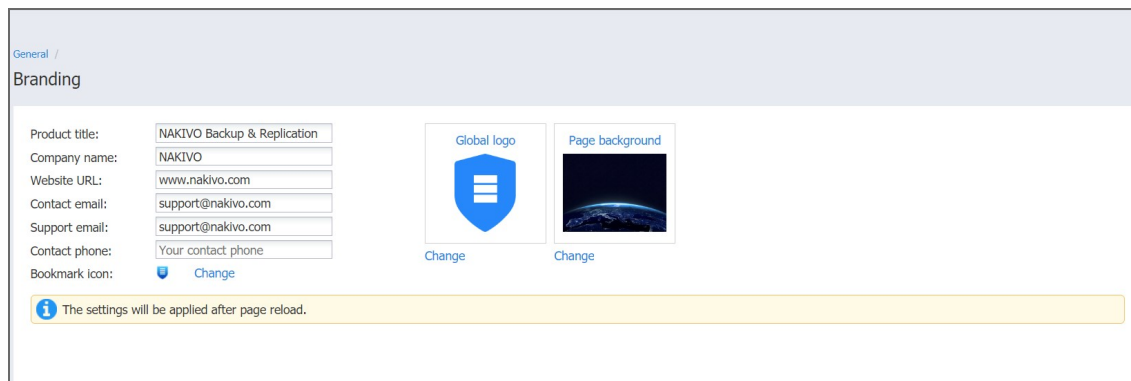 General /
Branding
Product title: NAKIVO Backup & Replication
Company name: NAKIVO
Website URL: www.nakivo.com
Contact email: support@nakivo.com
Support email: support@nakivo.com
Contact phone: Your contact phone
Bookmark icon: Change
Global logo
Change
Page background
Change
The settings will be applied after page reload.